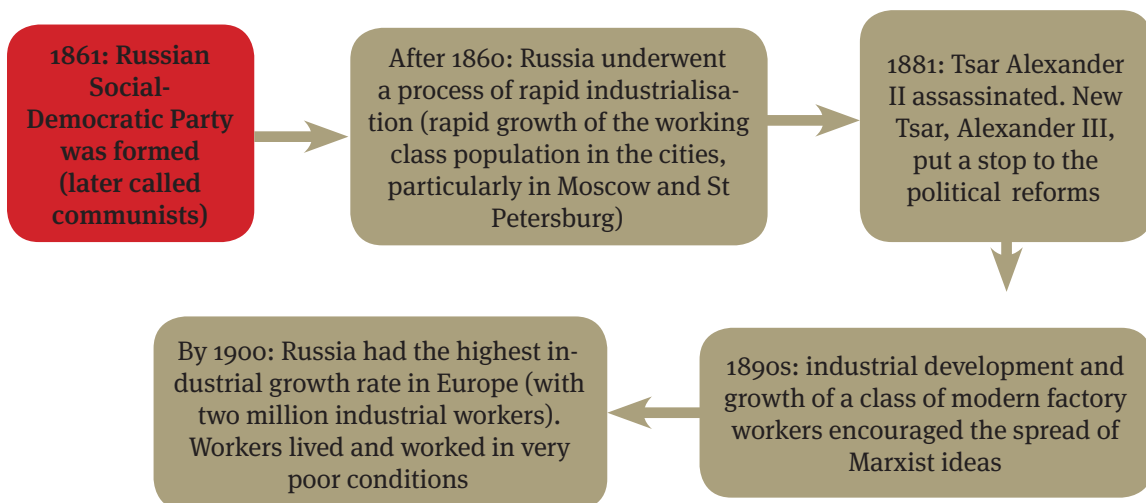 1861: Russian
Social-
Democratic Party
was formed
(later called
communists)
After 1860: Russia underwent
a process of rapid industrialisa-
tion (rapid growth of the working
class population in the cities,
particularly in Moscow and St
Petersburg)
1881: Tsar Alexander
II assassinated. New
Tsar, Alexander III,
put a stop to the
political reforms
1890s: industrial development and
growth of a class of modern factory
workers encouraged the spread of
Marxist ideas
By 1900: Russia had the highest in-
dustrial growth rate in Europe (with
two million industrial workers).
Workers lived and worked in very
poor conditions